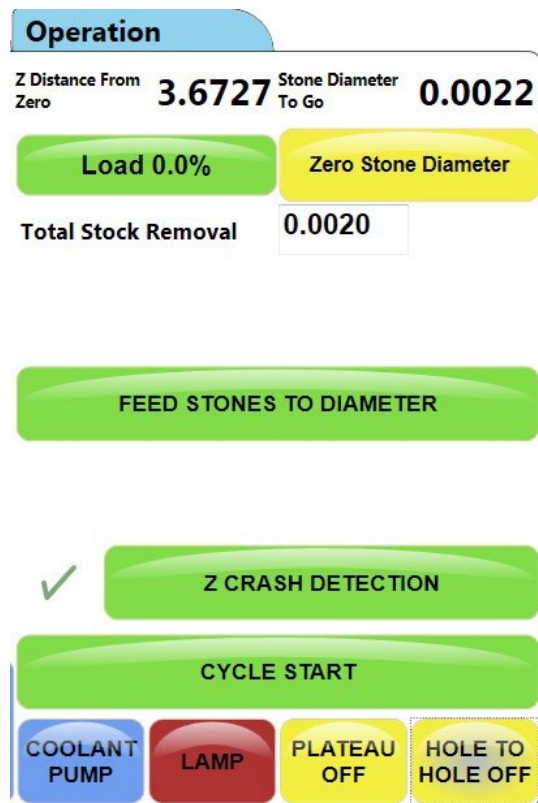 Operation
Z Distance From Zero 3.6727 Stone Diameter To Go 0.0022
Load 0.0% Zero Stone Diameter
Total Stock Removal 0.0020
FEED STONES TO DIAMETER
Z CRASH DETECTION
CYCLE START
COOLANT PUMP LAMP PLATEAU OFF HOLE TO HOLE OFF